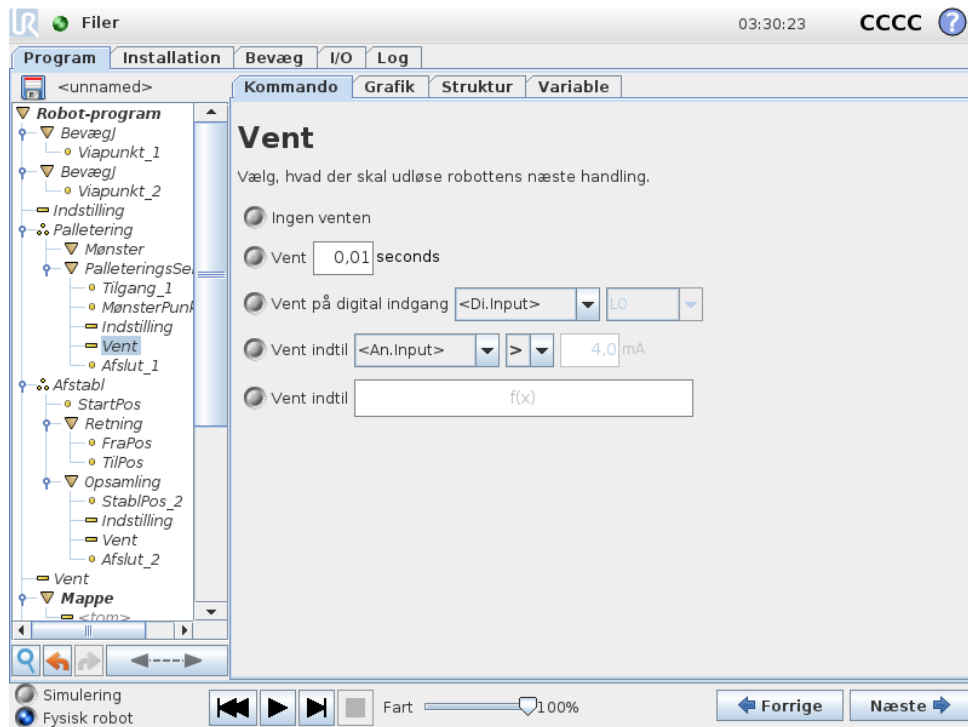 UR Filer 03:30:23 CCCC ?
Program Installation Bevæg I/O Log
<unnamed>
Kommando Grafik Struktur Variable
Robot-program
BevægJ
Viapunkt_1
BevægJ
Viapunkt_2
Indstilling
Palletering
Mønster
PalleteringsSe
Tilgang_1
MønsterPunk
Indstilling
Vent
Afslut_1
Afstabl
StartPos
Retning
FraPos
TilPos
Opsamling
StablPos_2
Indstilling
Vent
Afslut_2
Vent
Mappe
<tom>
Vent
Vælg, hvad der skal udløse robottens næste handling.
Ingen venten
Vent 0,01 seconds
Vent på digital indgang <Di.Input> LO
Vent indtil <An.Input> > 4,0 mA
Vent indtil f(x)
Simulering
Fysisk robot
Fart 100%
Forrige Næste